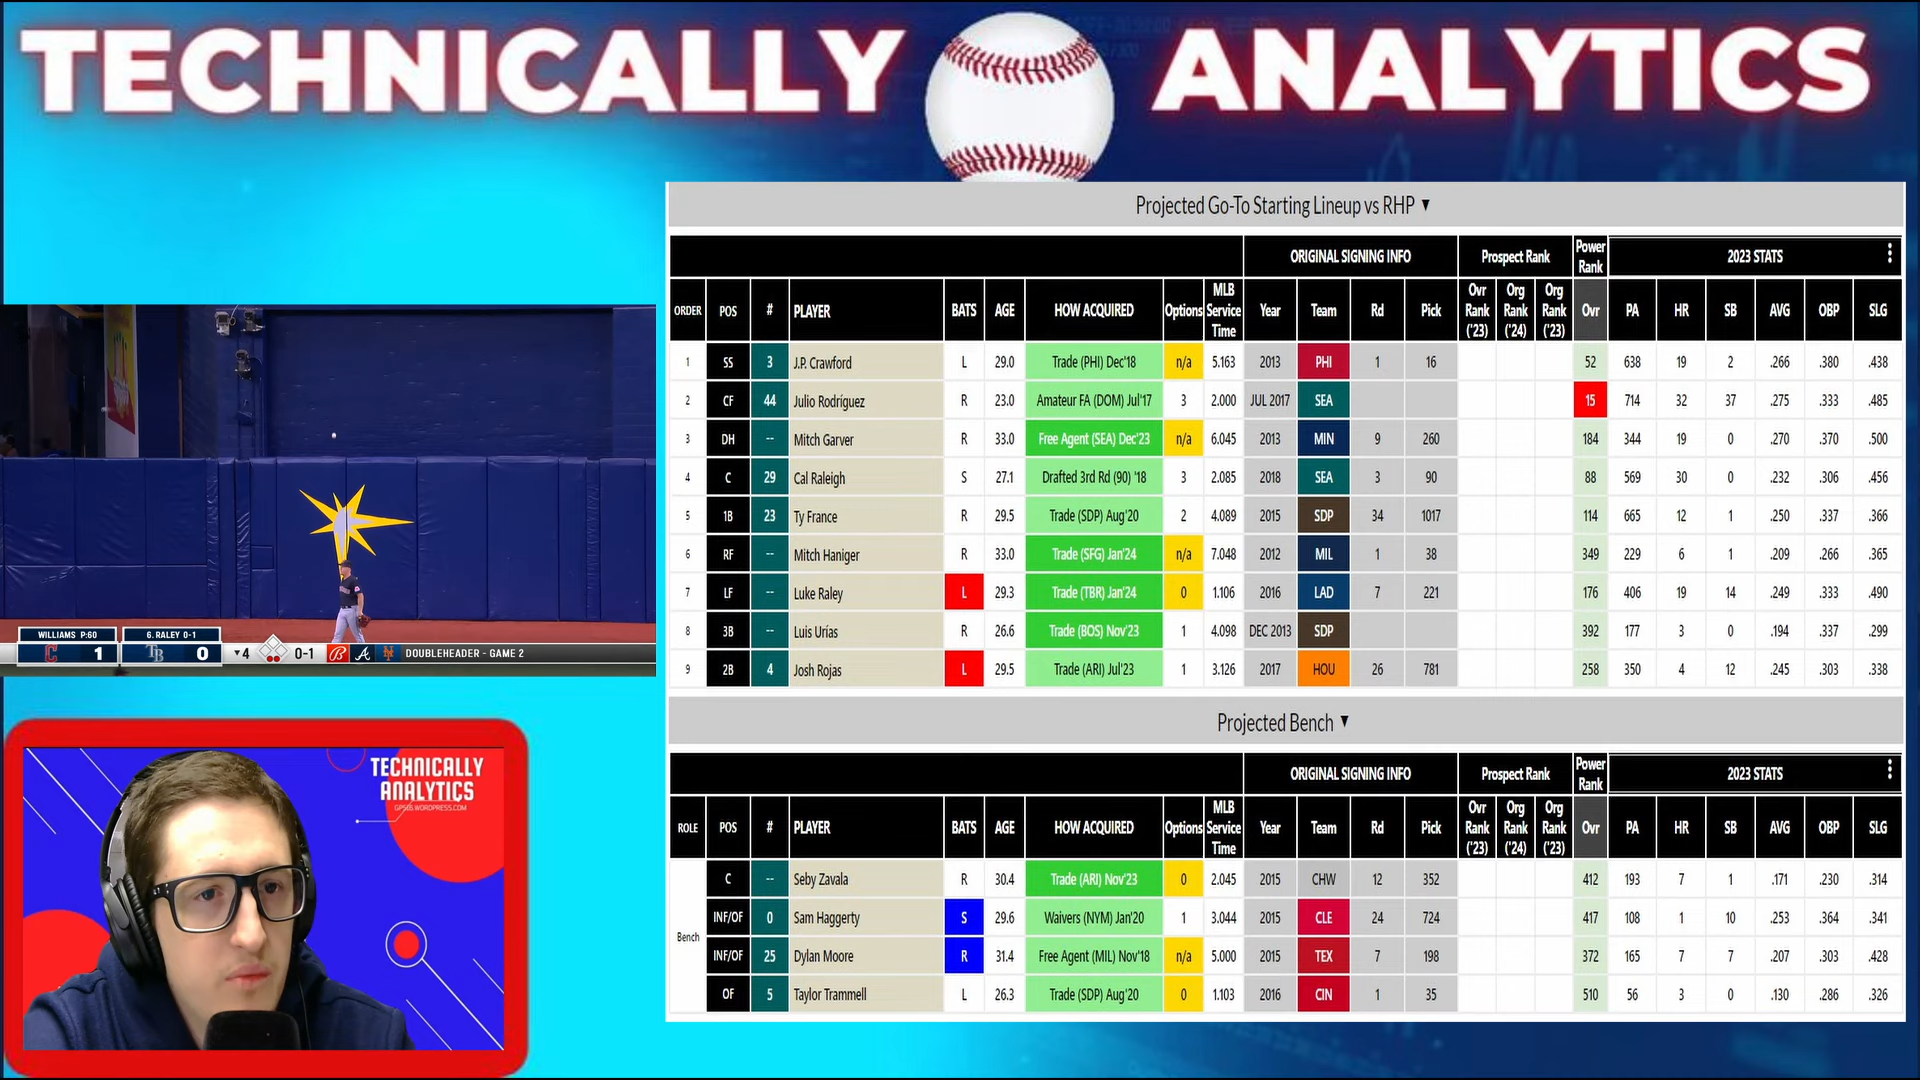 TECHNICALLY ANALYTICS
Projected Go-To Starting Lineup vs RHP ▼
ORIGINAL SIGNING INFO Prospect Rank Power Rank 2023 STATS
ORDER POS # PLAYER BATS AGE HOW ACQUIRED Options MLB Service Time Year Team Rd Pick Ovr Rank ('23) Org Rank ('24) Org Rank ('23) Ovr PA HR SB AVG OBP SLG
1 SS 3 J.P. Crawford L 29.0 Trade (PHI) Dec'18 n/a 5.163 2013 PHI 1 16 52 638 19 2 .266 .380 .438
2 CF 44 Julio Rodríguez R 23.0 Amateur FA (DOM) Jul'17 3 2.000 JUL 2017 SEA 15 714 32 37 .275 .333 .485
3 DH -- Mitch Garver R 33.0 Free Agent (SEA) Dec'23 n/a 6.045 2013 MIN 9 260 184 344 19 0 .270 .370 .500
4 C 29 Cal Raleigh S 27.1 Drafted 3rd Rd (90) '18 3 2.085 2018 SEA 3 90 88 569 30 0 .232 .306 .456
5 1B 23 Ty France R 29.5 Trade (SDP) Aug'20 2 4.089 2015 SDP 34 1017 114 665 12 1 .250 .337 .366
6 RF -- Mitch Haniger R 33.0 Trade (SFG) Jan'24 n/a 7.048 2012 MIL 1 38 349 229 6 1 .209 .266 .365
7 LF -- Luke Raley L 29.3 Trade (TBR) Jan'24 0 1.106 2016 LAD 7 221 176 406 19 14 .249 .333 .490
8 3B -- Luis Urías R 26.6 Trade (BOS) Nov'23 1 4.098 DEC 2013 SDP 392 177 3 0 .194 .337 .299
9 2B 4 Josh Rojas L 29.5 Trade (ARI) Jul'23 1 3.126 2017 HOU 26 781 258 350 4 12 .245 .303 .338
Projected Bench ▼
ORIGINAL SIGNING INFO Prospect Rank Power Rank 2023 STATS
ROLE POS # PLAYER BATS AGE HOW ACQUIRED Options MLB Service Time Year Team Rd Pick Ovr Rank ('23) Org Rank ('24) Org Rank ('23) Ovr PA HR SB AVG OBP SLG
Bench
C -- Seby Zavala R 30.4 Trade (ARI) Nov'23 0 2.045 2015 CHW 12 352 412 193 7 1 .171 .230 .314
INF/OF 0 Sam Haggerty S 29.6 Waivers (NYM) Jan'20 1 3.044 2015 CLE 24 724 417 108 1 10 .253 .364 .341
INF/OF 25 Dylan Moore R 31.4 Free Agent (MIL) Nov'18 n/a 5.000 2015 TEX 7 198 372 165 7 7 .207 .303 .428
OF 5 Taylor Trammell L 26.3 Trade (SDP) Aug'20 0 1.103 2016 CIN 1 35 510 56 3 0 .130 .286 .326
WILLIAMS P:60 6. RALEY 0-1
C 1 TB 0 ▼4 0-1 B A NY DOUBLEHEADER - GAME 2
TECHNICALLY
ANALYTICS
GPS05.WORDPRESS.COM